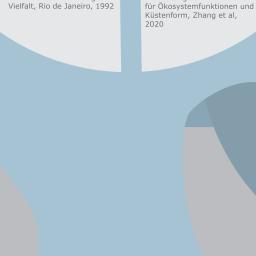 Vielfalt, Rio de Janeiro, 1992
für Ökosystemfunktionen und
Küstenform, Zhang et al,
2020